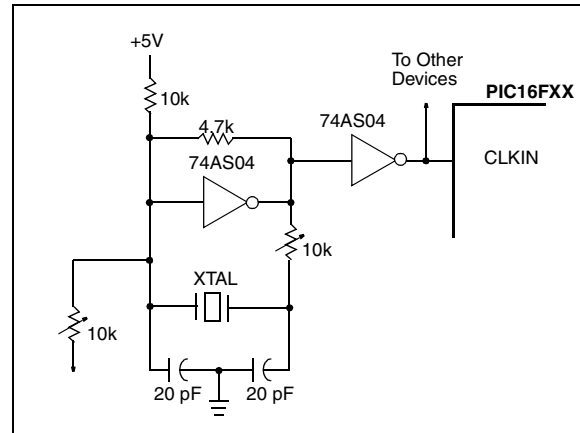 +5V
To Other
Devices
PIC16FXX
10k
4.7k
74AS04
74AS04
CLKIN
10k
XTAL
10k
20 pF
20 pF